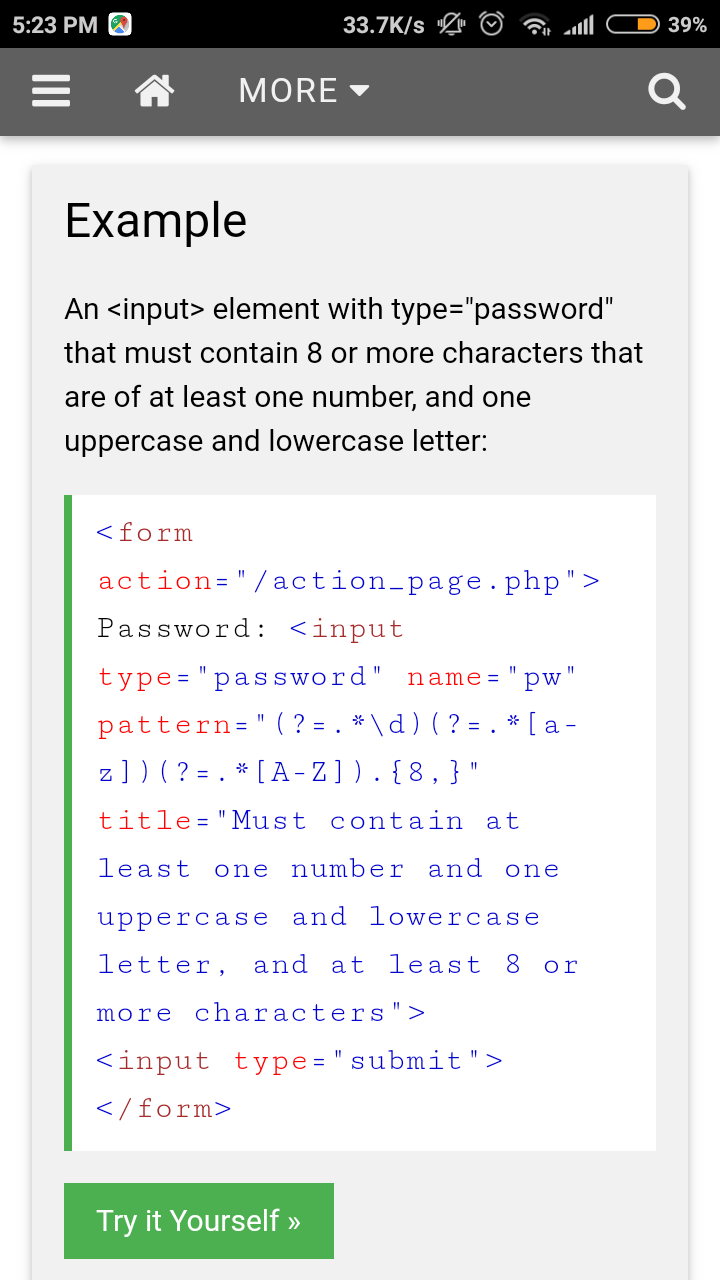 5:23 PM 33.7K/s 39%
MORE
Example
An <input> element with type="password"
that must contain 8 or more characters that
are of at least one number, and one
uppercase and lowercase letter:
<form
action="/action_page.php">
Password: <input
type="password" name="pw"
pattern="(?=.*\d)(?=.*[a-
z])(?=.*[A-Z]).{8,}"
title="Must contain at
least one number and one
uppercase and lowercase
letter, and at least 8 or
more characters">
<input type="submit">
</form>
Try it Yourself »